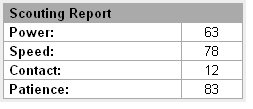 Scouting Report
Power: 63
Speed: 78
Contact: 12
Patience: 83